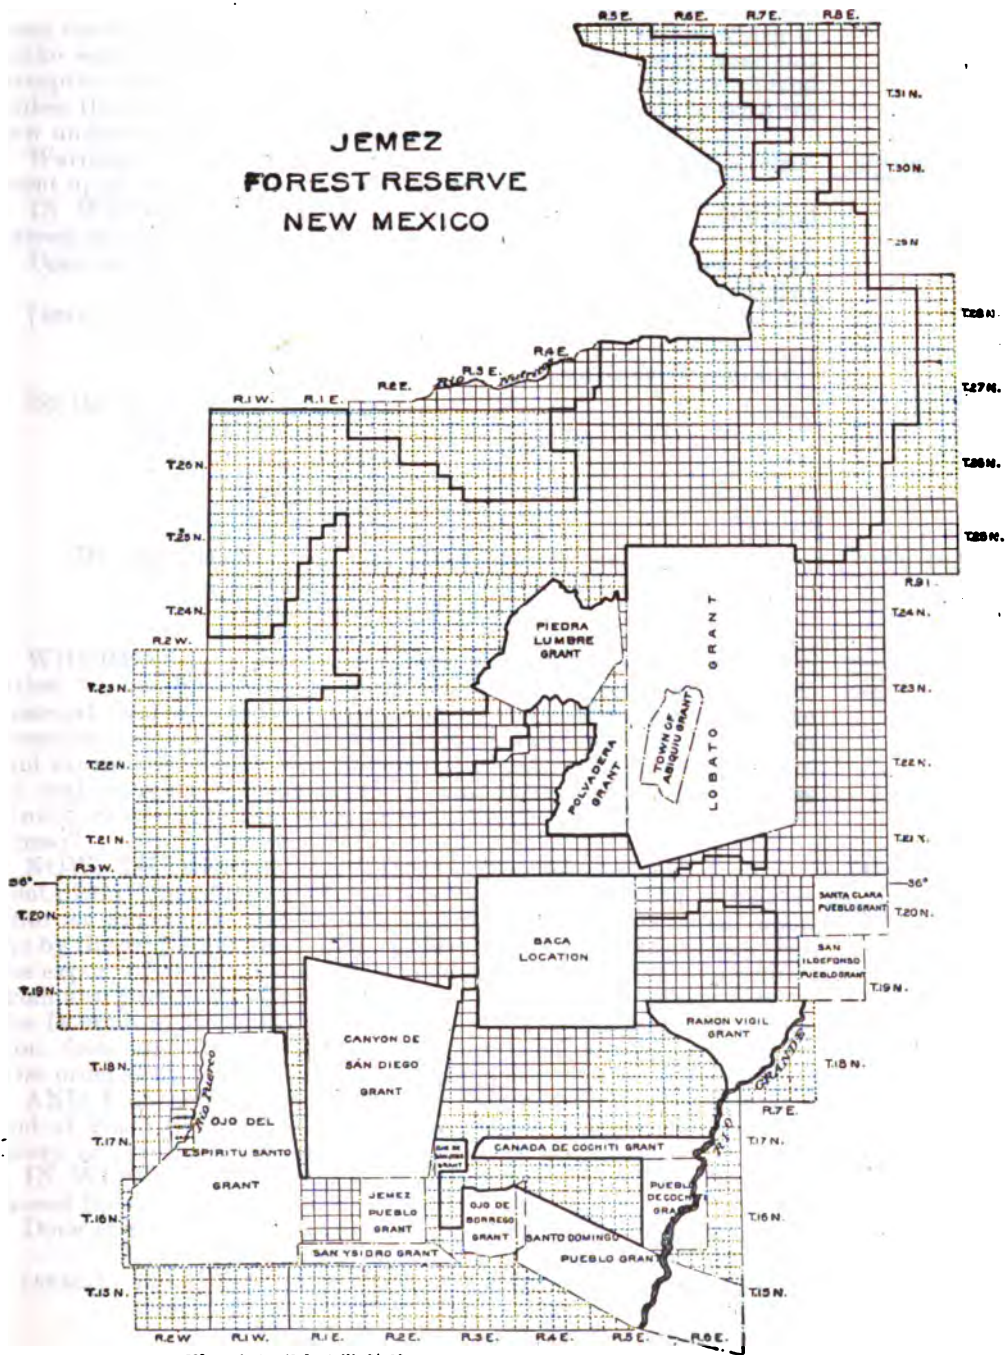 R.5 E. R.6 E. R.7 E. R.8 E.
T.31 N.
JEMEZ
FOREST RESERVE
NEW MEXICO
T.30 N.
T.28 N.
R.4 E.
R.3 E.
R.2 E.
RIO
T.27 N.
R.1 W. R.1 E.
T.26 N.
T.25 N.
T.25 N.
T.24 N.
T.24 N.
PIEDRA
LUMBRE
GRANT
R.2 W.
T.23 N.
T.23 N.
LOBATO GRANT
TOWN OF
ABIQUIU GRANT
POLVADERA
GRANT
T.22 N.
T.22 N.
T.21 N.
R.3 W.
36°
36°
T.20 N.
T.20 N.
SANTA CLARA
PUEBLO GRANT
BACA
LOCATION
SAN
ILDEFONSO
PUEBLO GRANT
T.19 N.
T.19 N.
RAMON VIGIL
GRANT
CANYON DE
SAN DIEGO
GRANT
T.18 N.
T.18 N.
RIO GRANDE
R.7 E.
Rio Puerco
OJO DEL
ESPIRITU SANTO
GRANT
T.17 N.
T.17 N.
CANADA DE COCHITI GRANT
PUEBLO
DE COCHITI
GRANT
JEMEZ
PUEBLO
GRANT
OJO DE
BORREGO
GRANT
SANTO DOMINGO
PUEBLO GRANT
T.16 N.
T.16 N.
SAN YSIDRO GRANT
T.15 N.
T.15 N.
R.2 W. R.1 W. R.1 E. R.2 E. R.3 E. R.4 E. R.5 E. R.6 E.